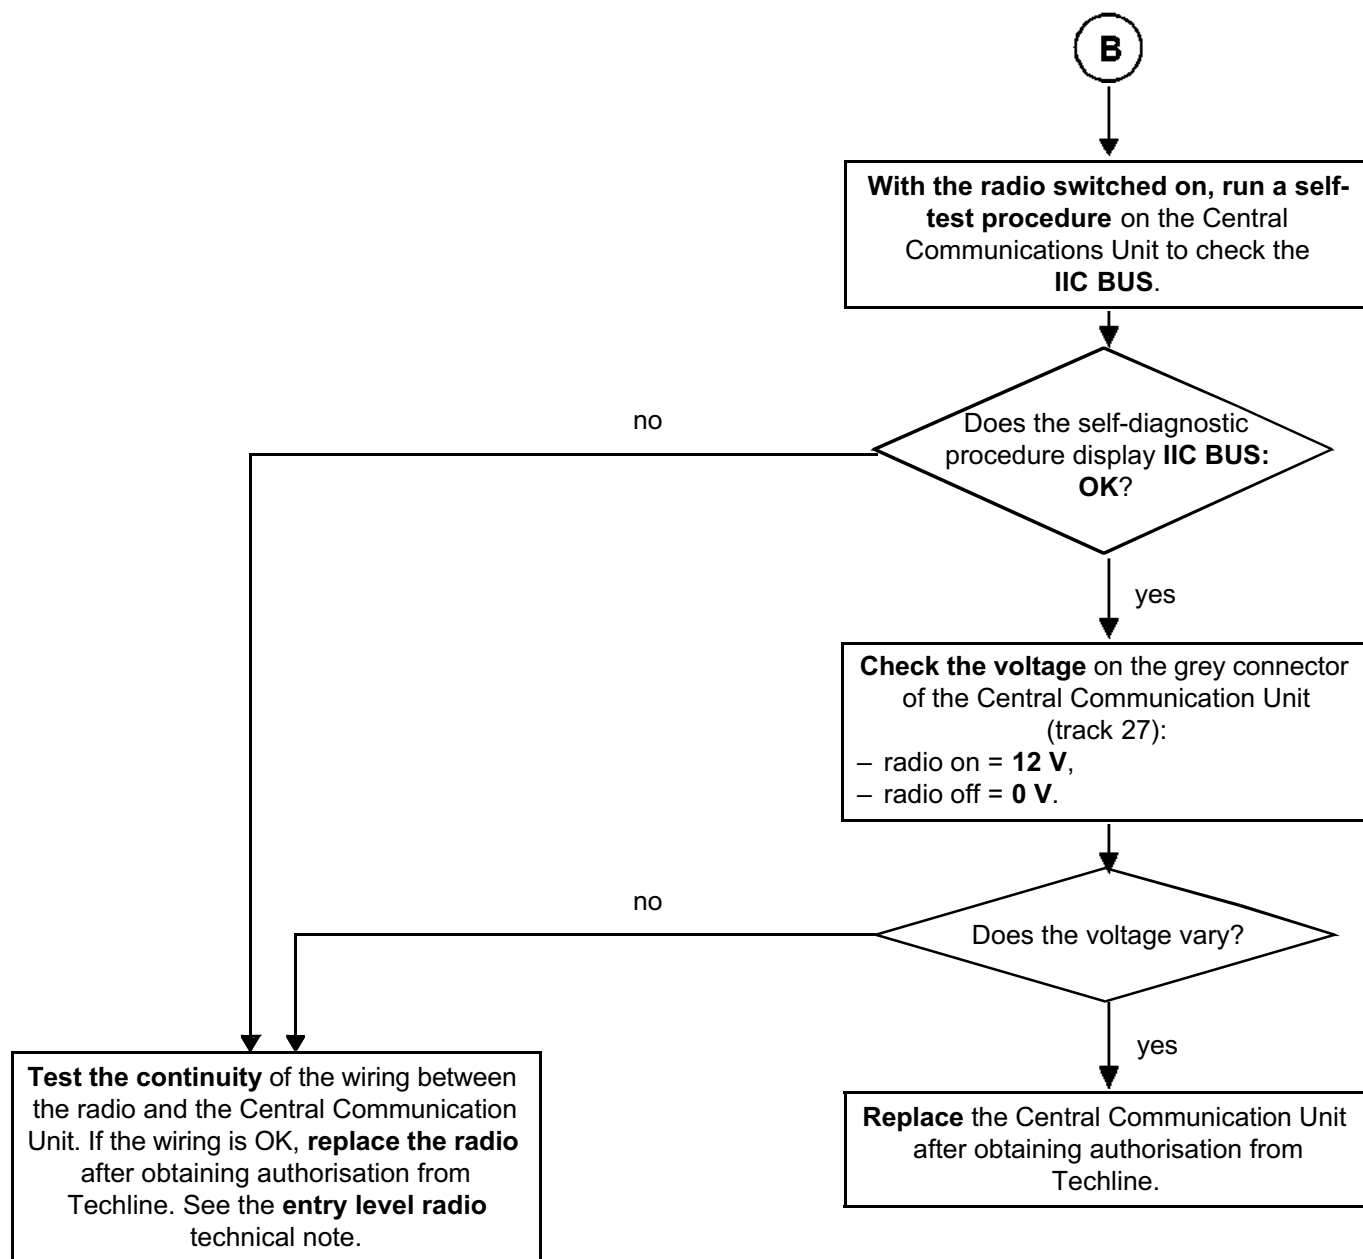 B
With the radio switched on, run a self-
test procedure on the Central
Communications Unit to check the
IIC BUS.
no
Does the self-diagnostic
procedure display IIC BUS:
OK?
yes
Check the voltage on the grey connector
of the Central Communication Unit
(track 27):
– radio on = 12 V,
– radio off = 0 V.
no
Does the voltage vary?
yes
Test the continuity of the wiring between
the radio and the Central Communication
Unit. If the wiring is OK, replace the radio
after obtaining authorisation from
Techline. See the entry level radio
technical note.
Replace the Central Communication Unit
after obtaining authorisation from
Techline.